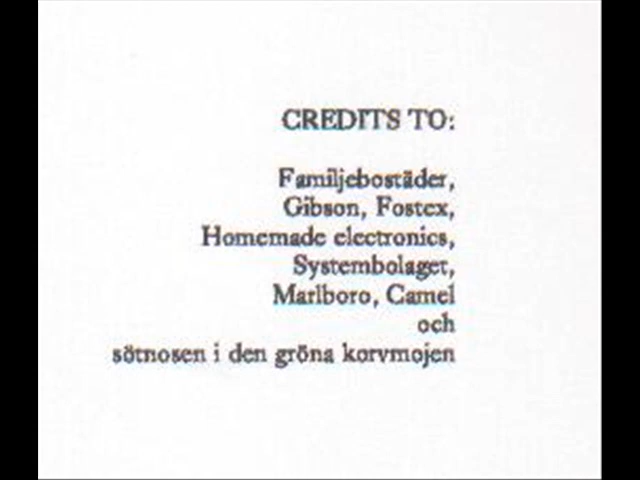 CREDITS TO:
Familjebostäder,
Gibson, Fostex,
Homemade electronics,
Systembolaget,
Marlboro, Camel
och
sötnosen i den gröna korvmojen